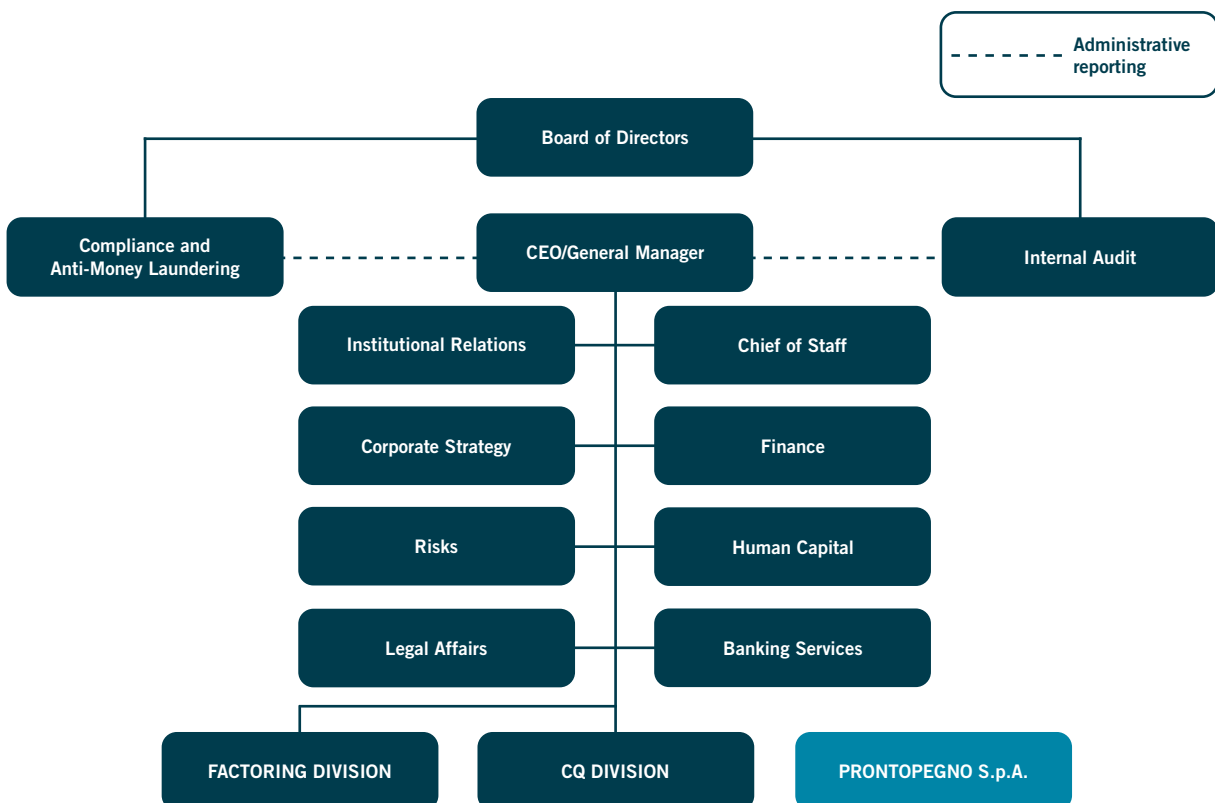 Administrative
reporting
Board of Directors
Compliance and
Anti-Money Laundering
CEO/General Manager
Internal Audit
Institutional Relations
Chief of Staff
Corporate Strategy
Finance
Risks
Human Capital
Legal Affairs
Banking Services
FACTORING DIVISION
CQ DIVISION
PRONTOPEGNO S.p.A.